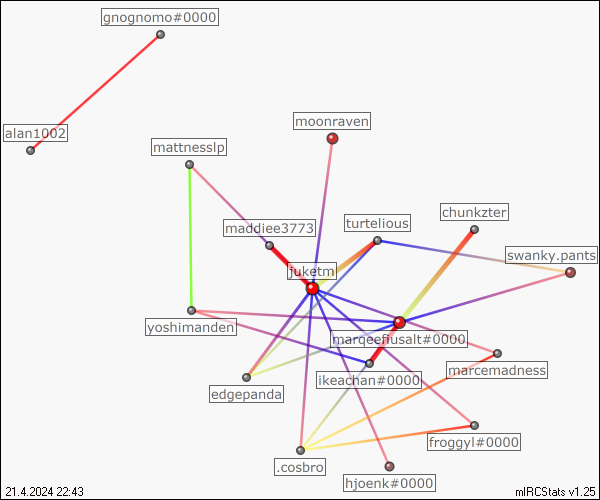 gnognomo#0000
alan1002
moonraven
mattnesslp
chunkzter
turtelious
maddiee3773
swanky.pants
juketm
yoshimanden
marqeefiusalt#0000
marcemadness
ikeachan#0000
edgepanda
froggyl#0000
.cosbro
hjoenk#0000
21.4.2024 22:43
mIRCStats v1.25